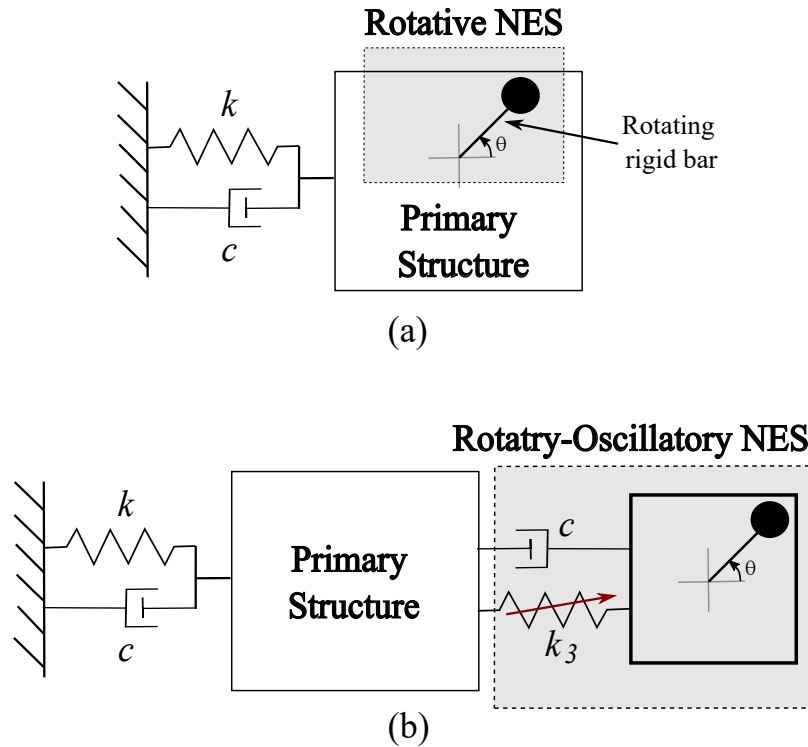 Rotative NES
k
θ
Rotating
rigid bar
c
Primary
Structure
(a)
Rotatry-Oscillatory NES
k
c
θ
Primary
Structure
c
k3
(b)